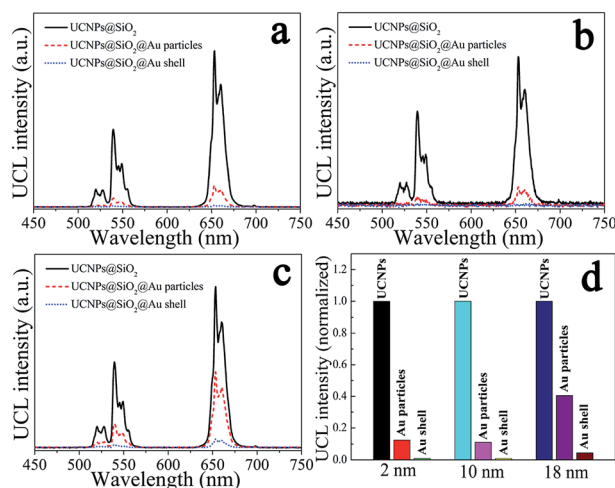 a
UCNPs@SiO₂
UCNPs@SiO₂@Au particles
UCNPs@SiO₂@Au shell
UCL intensity (a.u.)
450 500 550 600 650 700 750
Wavelength (nm)
b
UCNPs@SiO₂
UCNPs@SiO₂@Au particles
UCNPs@SiO₂@Au shell
UCL intensity (a.u.)
450 500 550 600 650 700 750
Wavelength (nm)
c
UCNPs@SiO₂
UCNPs@SiO₂@Au particles
UCNPs@SiO₂@Au shell
UCL intensity (a.u.)
450 500 550 600 650 700 750
Wavelength (nm)
d
UCL intensity (normalized)
1.2
1.0
0.8
0.6
0.4
0.2
0.0
UCNPs
Au particles
Au shell
UCNPs
Au particles
Au shell
UCNPs
Au particles
Au shell
2 nm 10 nm 18 nm